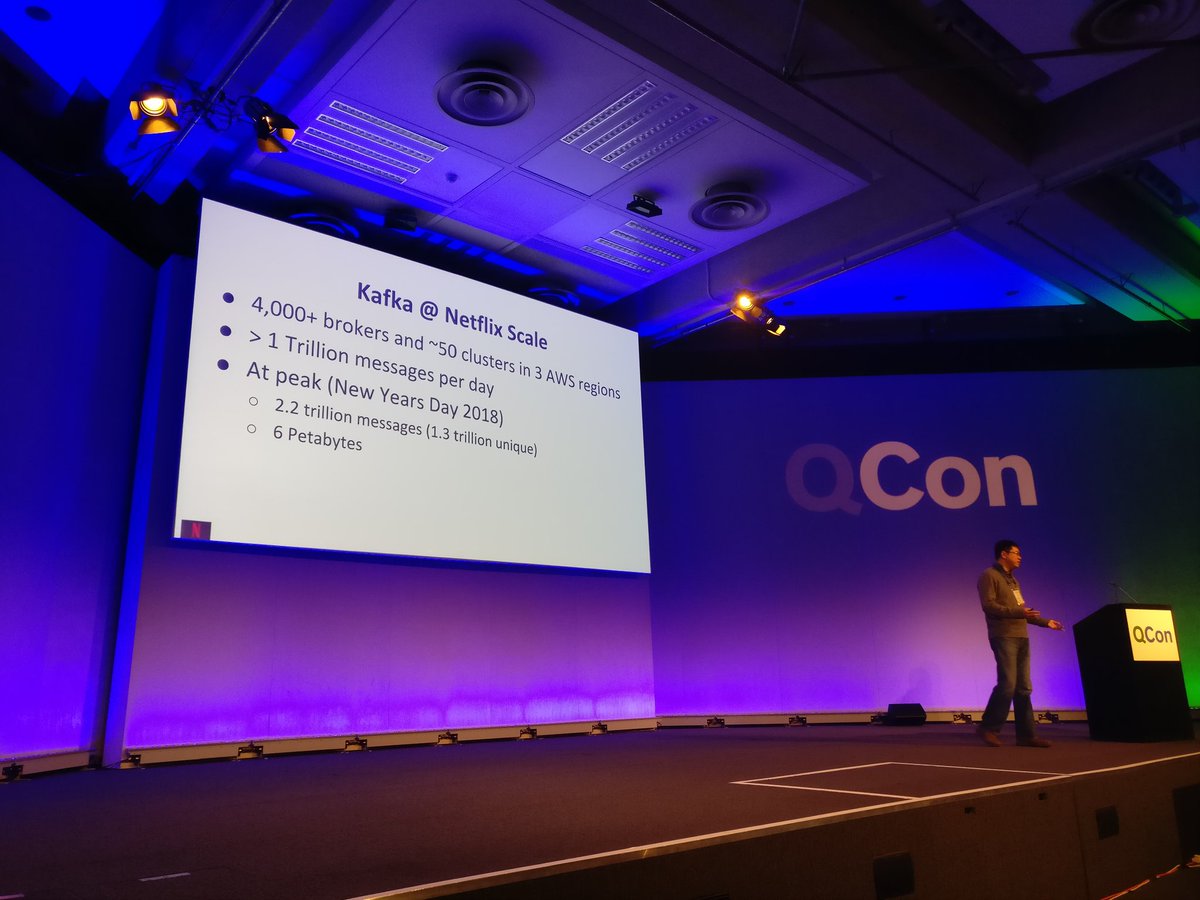 Kafka @ Netflix Scale
● 4,000+ brokers and ~50 clusters in 3 AWS regions
● > 1 Trillion messages per day
● At peak (New Years Day 2018)
○ 2.2 trillion messages (1.3 trillion unique)
○ 6 Petabytes
N
QCon
QCon